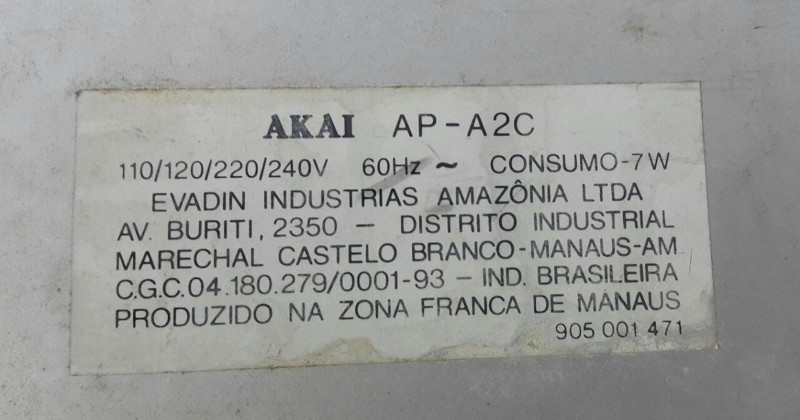 AKAI AP-A2C
110/120/220/240V 60Hz ~ CONSUMO-7W
EVADIN INDUSTRIAS AMAZÔNIA LTDA
AV. BURITI, 2350 - DISTRITO INDUSTRIAL
MARECHAL CASTELO BRANCO-MANAUS-AM
C.G.C.04.180.279/0001-93 - IND. BRASILEIRA
PRODUZIDO NA ZONA FRANCA DE MANAUS
905 001 471